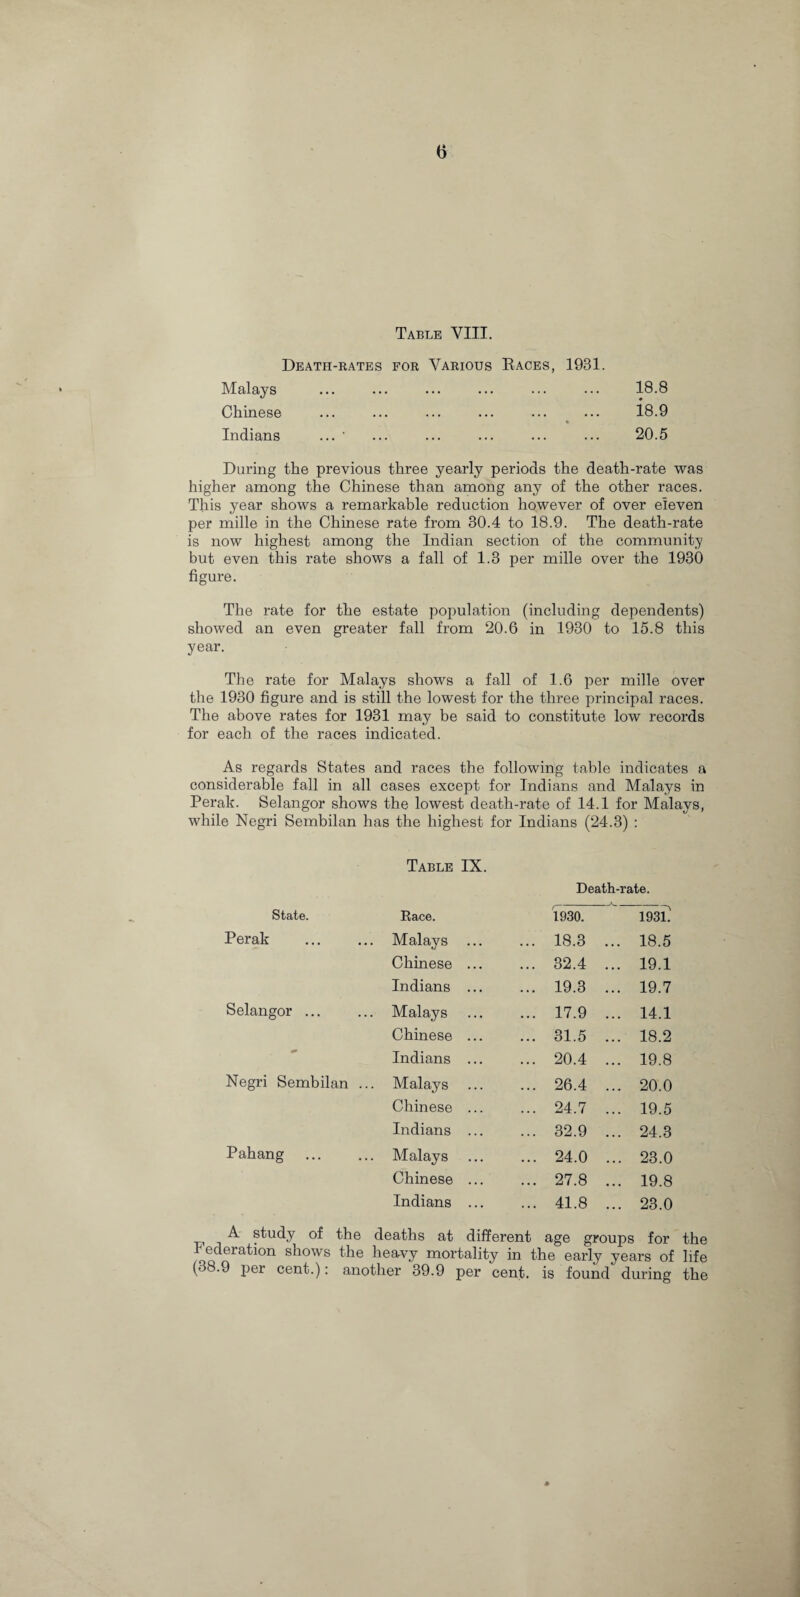 6
TABLE VIII.
DEATH-RATES FOR VARIOUS RACES, 1931.
Malays ... ... ... ... ... ... 18.8
Chinese ... ... ... ... ... ... 18.9
Indians ... ... ... ... ... ... 20.5
During the previous three yearly periods the death-rate was
higher among the Chinese than among any of the other races.
This year shows a remarkable reduction however of over eleven
per mille in the Chinese rate from 30.4 to 18.9. The death-rate
is now highest among the Indian section of the community
but even this rate shows a fall of 1.3 per mille over the 1930
figure.
The rate for the estate population (including dependents)
showed an even greater fall from 20.6 in 1930 to 15.8 this
year.
The rate for Malays shows a fall of 1.6 per mille over
the 1930 figure and is still the lowest for the three principal races.
The above rates for 1931 may be said to constitute low records
for each of the races indicated.
As regards States and races the following table indicates a
considerable fall in all cases except for Indians and Malays in
Perak. Selangor shows the lowest death-rate of 14.1 for Malays,
while Negri Sembilan has the highest for Indians (24.3) :
TABLE IX.
Death-rate.
State. Race. 1930. 1931.
Perak ... ... Malays ... ... 18.3 ... 18.5
Chinese ... ... 32.4 ... 19.1
Indians ... ... 19.3 ... 19.7
Selangor ... ... Malays ... ... 17.9 ... 14.1
Chinese ... ... 31.5 ... 18.2
Indians ... ... 20.4 ... 19.8
Negri Sembilan ... Malays ... ... 26.4 ... 20.0
Chinese ... ... 24.7 ... 19.5
Indians ... ... 32.9 ... 24.3
Pahang ... ... Malays ... ... 24.0 ... 23.0
Chinese ... ... 27.8 ... 19.8
Indians ... ... 41.8 ... 23.0
A study of the deaths at different age groups for the
Federation shows the heavy mortality in the early years of life
(38.9 per cent.): another 39.9 per cent. is found during the